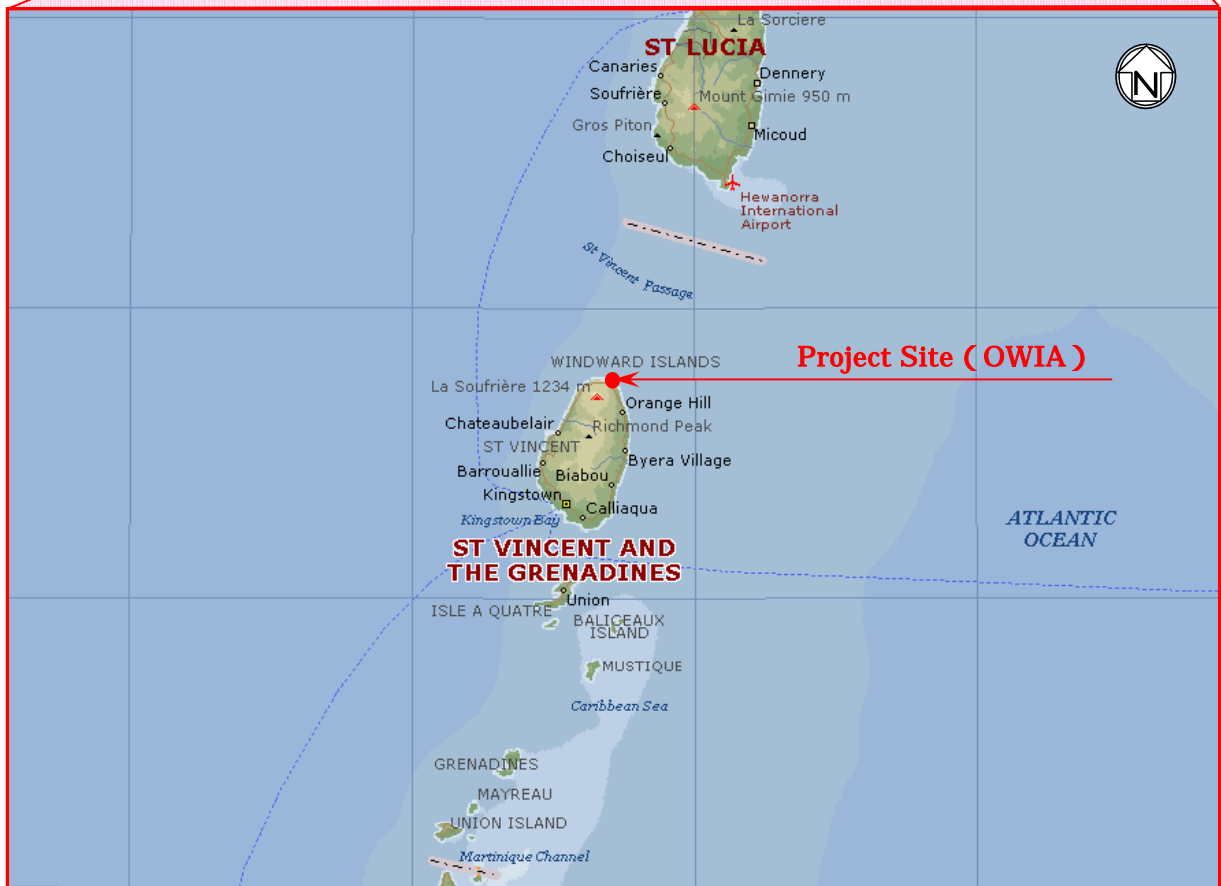 La Sorciere
ST LUCIA
Canaries
Dennery
Soufrière
Mount Gimie 950 m
Gros Piton
Micoud
Choiseul
Hewanorra
International
Airport
N
St Vincent Passage
WINDWARD ISLANDS
Project Site ( OWIA )
La Soufrière 1234 m
Orange Hill
Chateaubelair
Richmond Peak
ST VINCENT
Byera Village
Barrouallie
Biabou
Kingstown
Calliaqua
Kingstown Bay
ATLANTIC
OCEAN
ST VINCENT AND
THE GRENADINES
Union
ISLE A QUATRE
BALICEAUX
ISLAND
MUSTIQUE
Caribbean Sea
GRENADINES
MAYREAU
UNION ISLAND
Martinique Channel